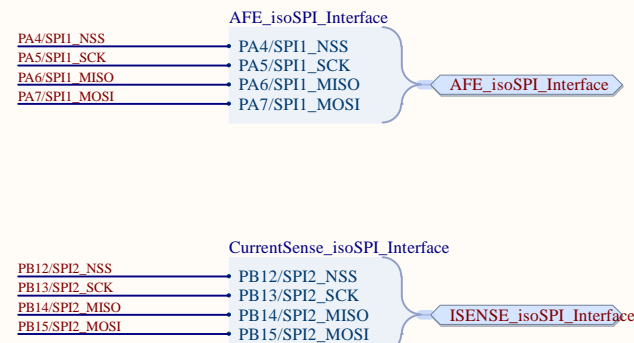 AFE_isoSPI_Interface
PA4/SPI1_NSS PA4/SPI1_NSS
PA5/SPI1_SCK PA5/SPI1_SCK
PA6/SPI1_MISO PA6/SPI1_MISO AFE_isoSPI_Interface
PA7/SPI1_MOSI PA7/SPI1_MOSI
CurrentSense_isoSPI_Interface
PB12/SPI2_NSS PB12/SPI2_NSS
PB13/SPI2_SCK PB13/SPI2_SCK
PB14/SPI2_MISO PB14/SPI2_MISO ISENSE_isoSPI_Interface
PB15/SPI2_MOSI PB15/SPI2_MOSI